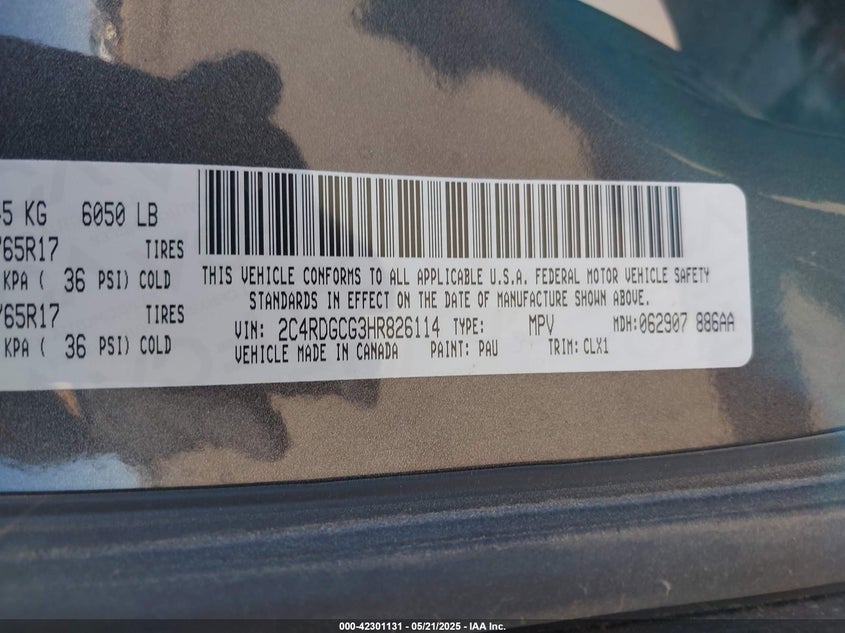 5 KG 6050 LB
65R17 TIRES
KPA ( 36 PSI) COLD
65R17 TIRES
KPA ( 36 PSI) COLD
THIS VEHICLE CONFORMS TO ALL APPLICABLE U.S.A. FEDERAL MOTOR VEHICLE SAFETY
STANDARDS IN EFFECT ON THE DATE OF MANUFACTURE SHOWN ABOVE.
VIN: 2C4RDGCG3HR826114 TYPE: MPV MDH:062907 886AA
VEHICLE MADE IN CANADA PAINT: PAU TRIM: CLX1
000-42301131 - 05/21/2025 - IAA Inc.